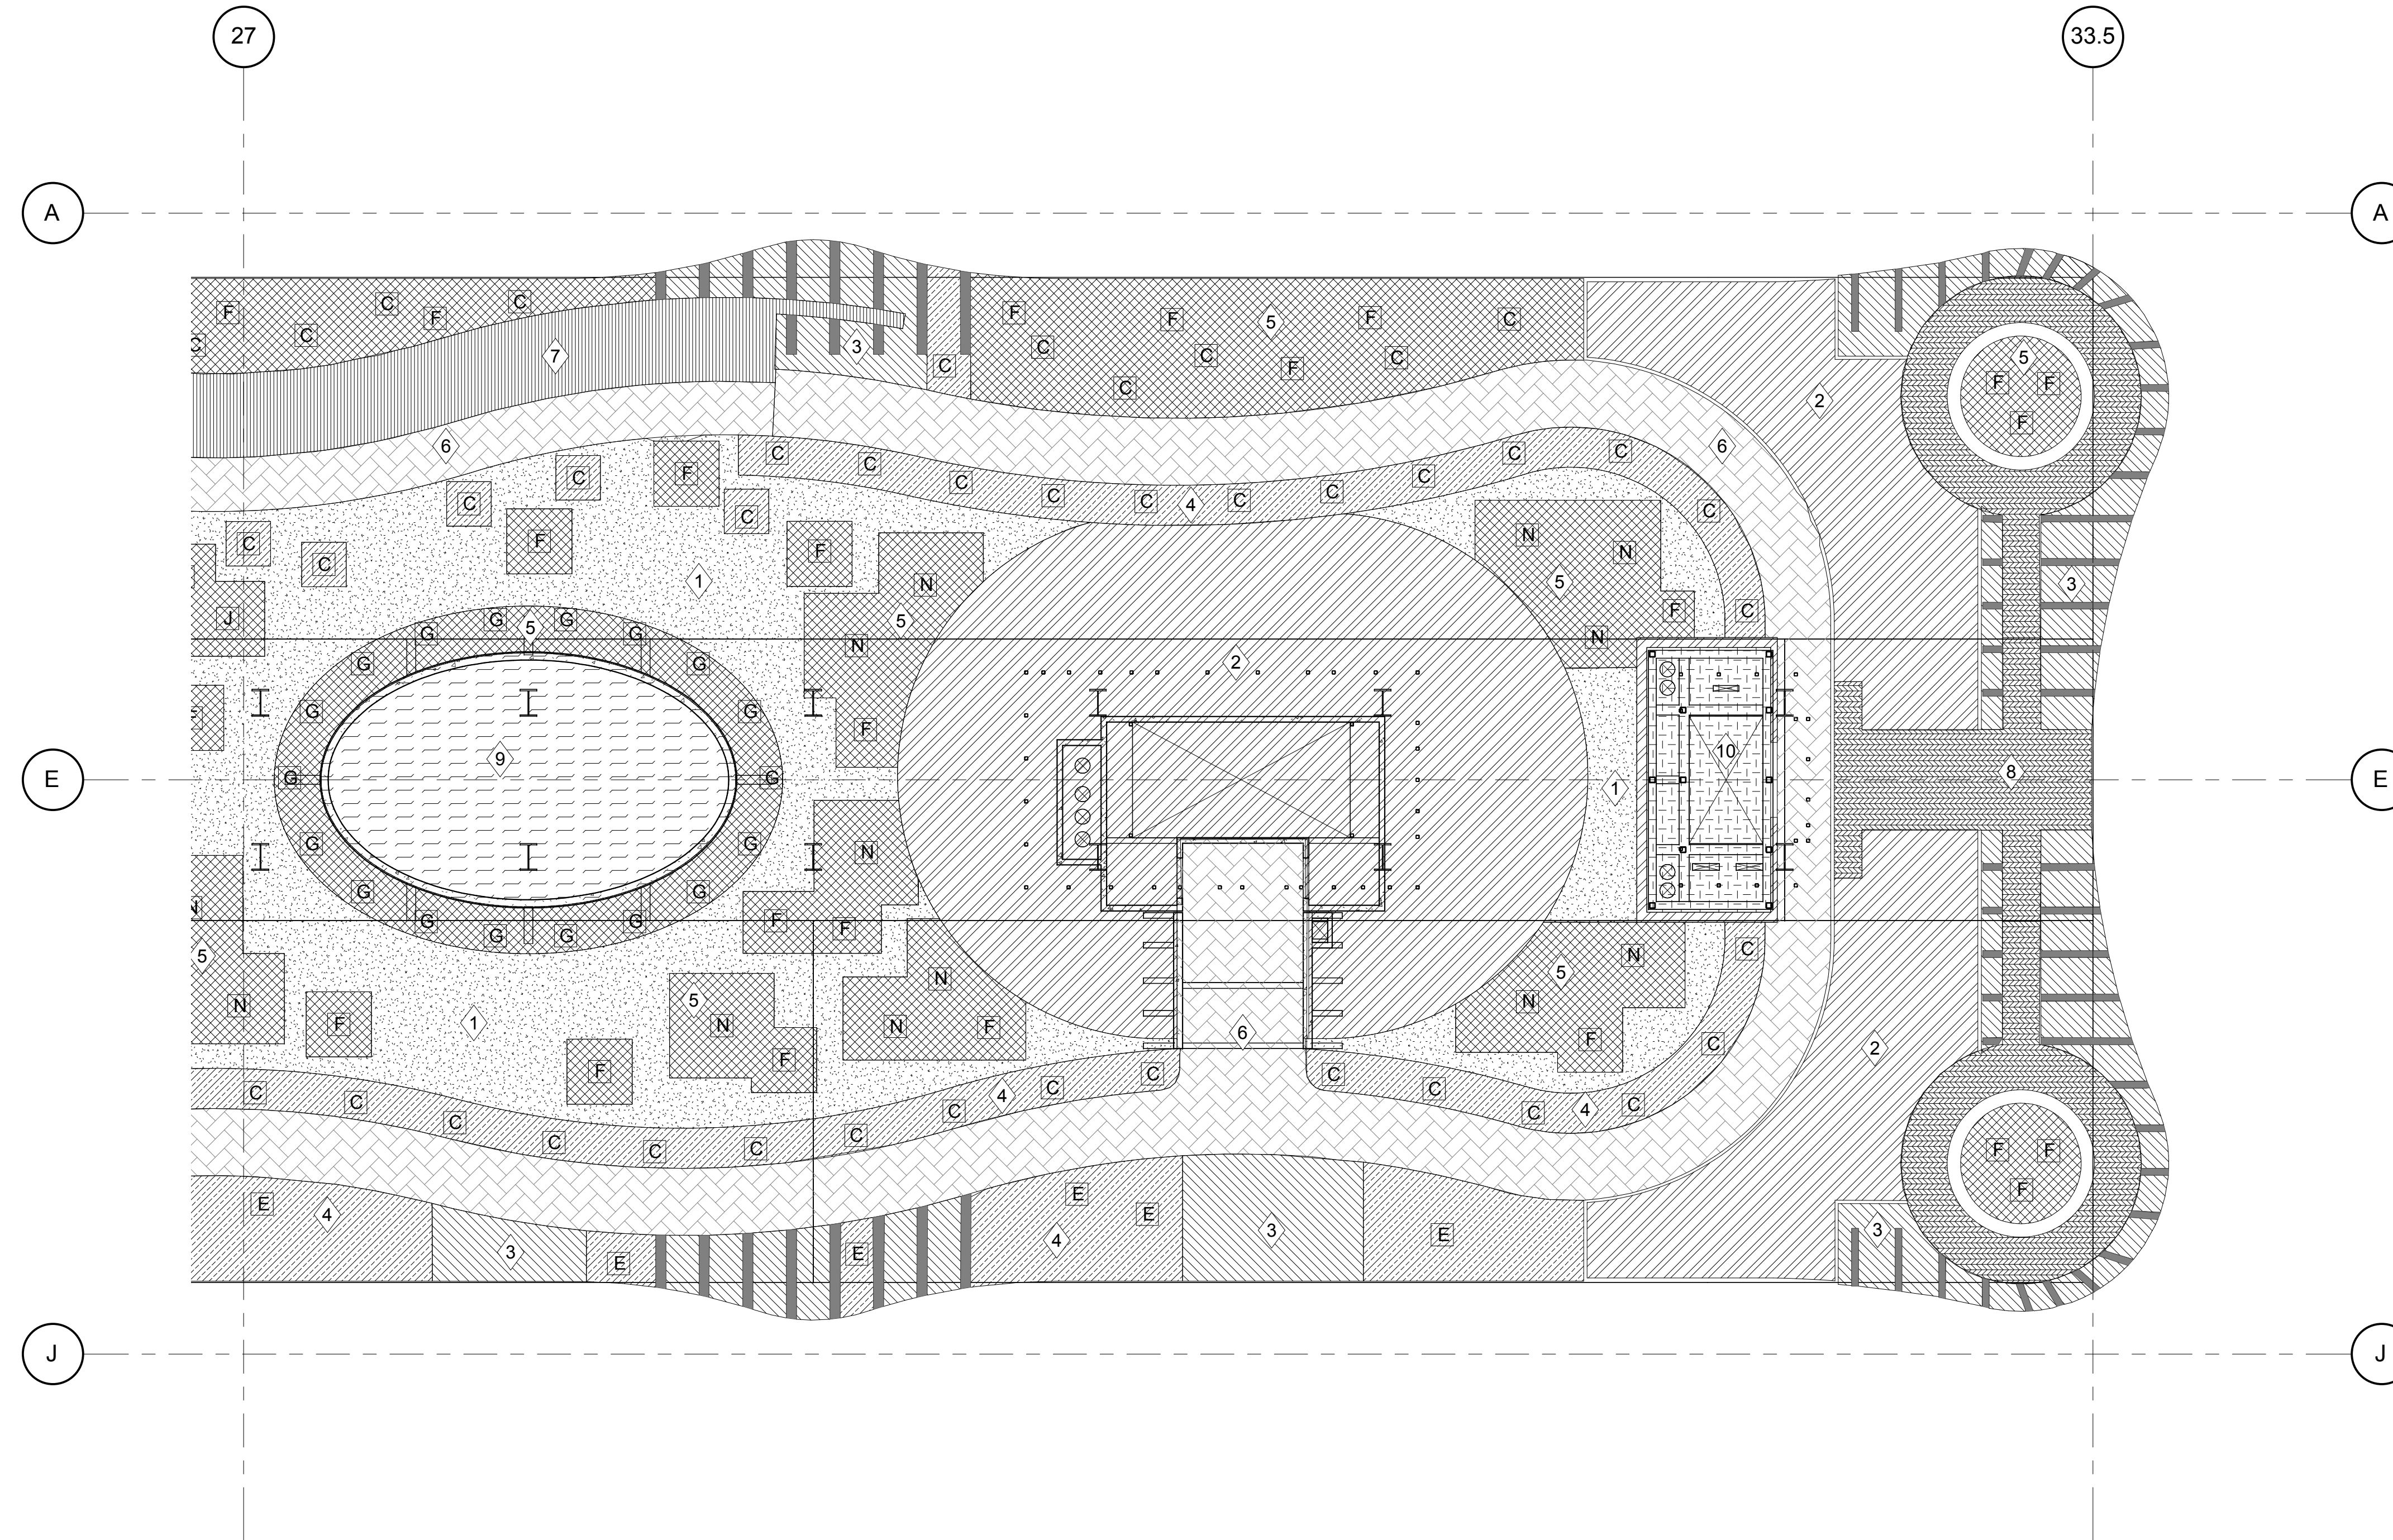 27 33.5
A A
F C F C F F 5 F C
C C C C F C
7 3 C C 5
2 F F
F
6 C C C C 6
C F C C C C C C C
C C 4 C
C F F N C
C 1 N N
5 3
J G 5 G N 5 F C
G G
G G N N
2
G G F
F
9 10
E G G 1 8 E
G G N
G G
N G G F F N C
5 G G
N 5 N N 5 N
F 1 N N F F C 2
F F 6
C C C 4 C C C C C 4 C
C C C C C
F F
F
E 4 E E 3 3
3 E E 4 E
J J